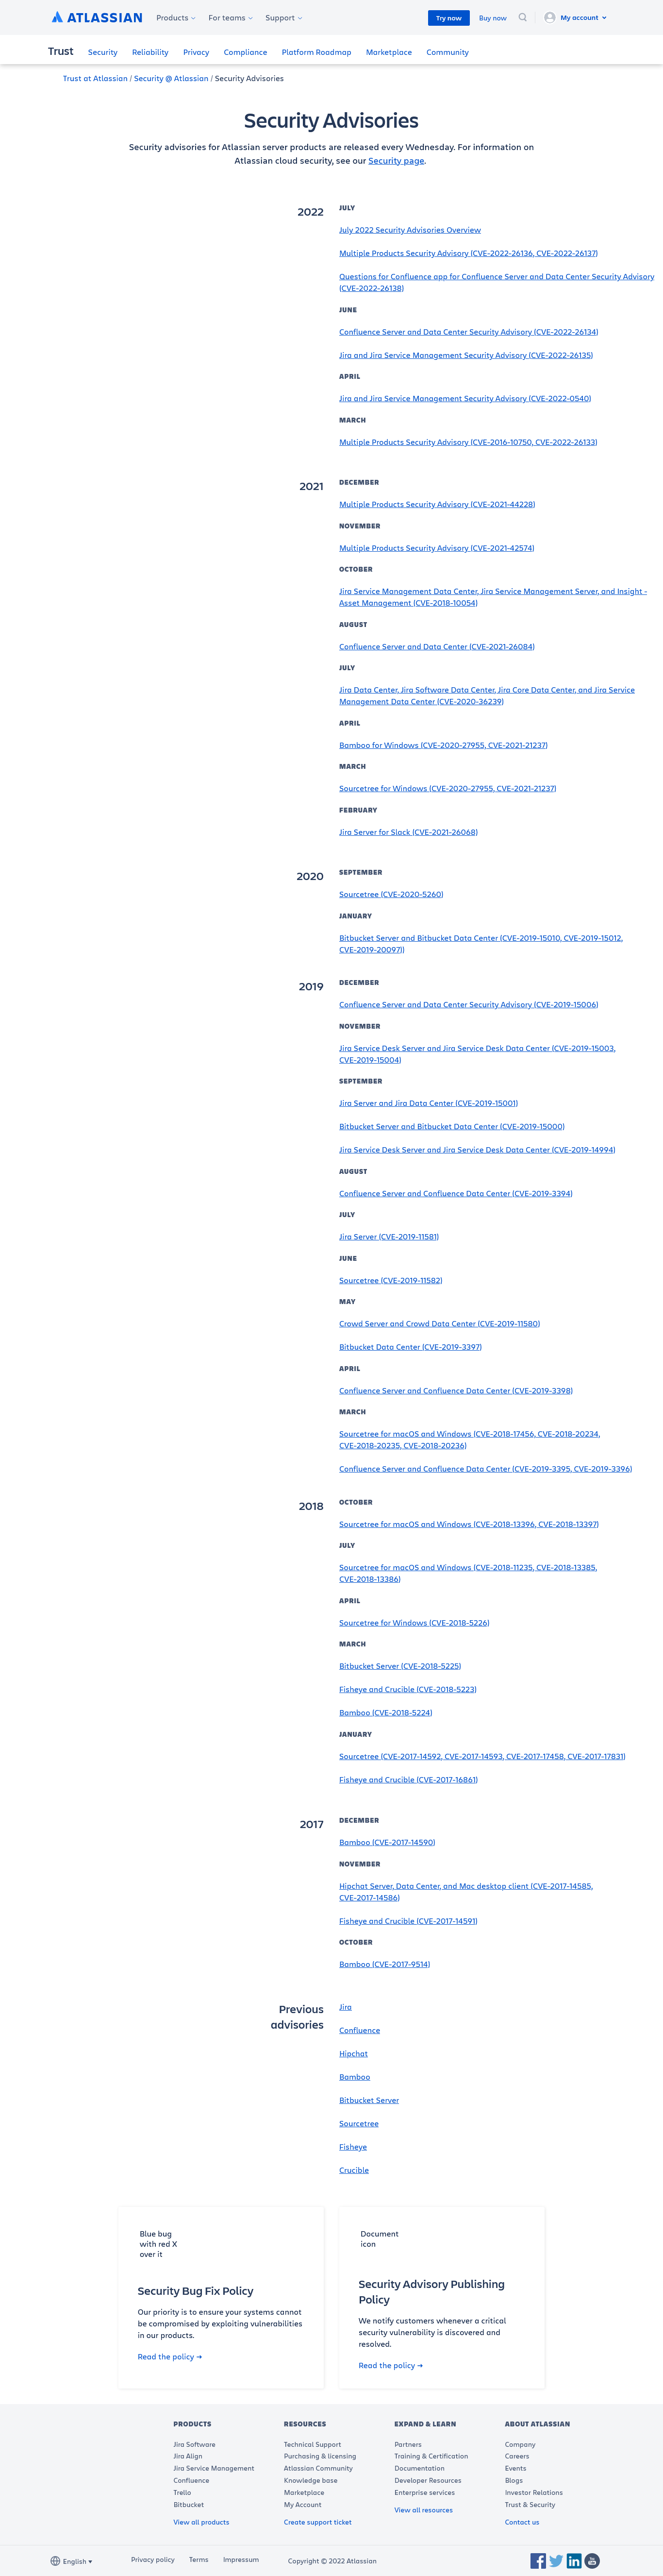 ATLASSIAN
Products
For teams
Support
Try now
Buy now
My account
Trust
Security
Reliability
Privacy
Compliance
Platform Roadmap
Marketplace
Community
Trust at Atlassian / Security @ Atlassian / Security Advisories
Security Advisories
Security advisories for Atlassian server products are released every Wednesday. For information on
Atlassian cloud security, see our Security page.
2022
JULY
July 2022 Security Advisories Overview
Multiple Products Security Advisory (CVE-2022-26136, CVE-2022-26137)
Questions for Confluence app for Confluence Server and Data Center Security Advisory
(CVE-2022-26138)
JUNE
Confluence Server and Data Center Security Advisory (CVE-2022-26134)
Jira and Jira Service Management Security Advisory (CVE-2022-26135)
APRIL
Jira and Jira Service Management Security Advisory (CVE-2022-0540)
MARCH
Multiple Products Security Advisory (CVE-2016-10750, CVE-2022-26133)
2021
DECEMBER
Multiple Products Security Advisory (CVE-2021-44228)
NOVEMBER
Multiple Products Security Advisory (CVE-2021-42574)
OCTOBER
Jira Service Management Data Center, Jira Service Management Server, and Insight -
Asset Management (CVE-2018-10054)
AUGUST
Confluence Server and Data Center (CVE-2021-26084)
JULY
Jira Data Center, Jira Software Data Center, Jira Core Data Center, and Jira Service
Management Data Center (CVE-2020-36239)
APRIL
Bamboo for Windows (CVE-2020-27955, CVE-2021-21237)
MARCH
Sourcetree for Windows (CVE-2020-27955, CVE-2021-21237)
FEBRUARY
Jira Server for Slack (CVE-2021-26068)
2020
SEPTEMBER
Sourcetree (CVE-2020-5260)
JANUARY
Bitbucket Server and Bitbucket Data Center (CVE-2019-15010, CVE-2019-15012,
CVE-2019-20097))
2019
DECEMBER
Confluence Server and Data Center Security Advisory (CVE-2019-15006)
NOVEMBER
Jira Service Desk Server and Jira Service Desk Data Center (CVE-2019-15003,
CVE-2019-15004)
SEPTEMBER
Jira Server and Jira Data Center (CVE-2019-15001)
Bitbucket Server and Bitbucket Data Center (CVE-2019-15000)
Jira Service Desk Server and Jira Service Desk Data Center (CVE-2019-14994)
AUGUST
Confluence Server and Confluence Data Center (CVE-2019-3394)
JULY
Jira Server (CVE-2019-11581)
JUNE
Sourcetree (CVE-2019-11582)
MAY
Crowd Server and Crowd Data Center (CVE-2019-11580)
Bitbucket Data Center (CVE-2019-3397)
APRIL
Confluence Server and Confluence Data Center (CVE-2019-3398)
MARCH
Sourcetree for macOS and Windows (CVE-2018-17456, CVE-2018-20234,
CVE-2018-20235, CVE-2018-20236)
Confluence Server and Confluence Data Center (CVE-2019-3395, CVE-2019-3396)
2018
OCTOBER
Sourcetree for macOS and Windows (CVE-2018-13396, CVE-2018-13397)
JULY
Sourcetree for macOS and Windows (CVE-2018-11235, CVE-2018-13385,
CVE-2018-13386)
APRIL
Sourcetree for Windows (CVE-2018-5226)
MARCH
Bitbucket Server (CVE-2018-5225)
Fisheye and Crucible (CVE-2018-5223)
Bamboo (CVE-2018-5224)
JANUARY
Sourcetree (CVE-2017-14592, CVE-2017-14593, CVE-2017-17458, CVE-2017-17831)
Fisheye and Crucible (CVE-2017-16861)
2017
DECEMBER
Bamboo (CVE-2017-14590)
NOVEMBER
Hipchat Server, Data Center, and Mac desktop client (CVE-2017-14585,
CVE-2017-14586)
Fisheye and Crucible (CVE-2017-14591)
OCTOBER
Bamboo (CVE-2017-9514)
Previous
advisories
Jira
Confluence
Hipchat
Bamboo
Bitbucket Server
Sourcetree
Fisheye
Crucible
Blue bug
with red X
over it
Security Bug Fix Policy
Our priority is to ensure your systems cannot
be compromised by exploiting vulnerabilities
in our products.
Read the policy →
Document
icon
Security Advisory Publishing
Policy
We notify customers whenever a critical
security vulnerability is discovered and
resolved.
Read the policy →
PRODUCTS
Jira Software
Jira Align
Jira Service Management
Confluence
Trello
Bitbucket
View all products
RESOURCES
Technical Support
Purchasing & licensing
Atlassian Community
Knowledge base
Marketplace
My Account
Create support ticket
EXPAND & LEARN
Partners
Training & Certification
Documentation
Developer Resources
Enterprise services
View all resources
ABOUT ATLASSIAN
Company
Careers
Events
Blogs
Investor Relations
Trust & Security
Contact us
English
Privacy policy
Terms
Impressum
Copyright © 2022 Atlassian